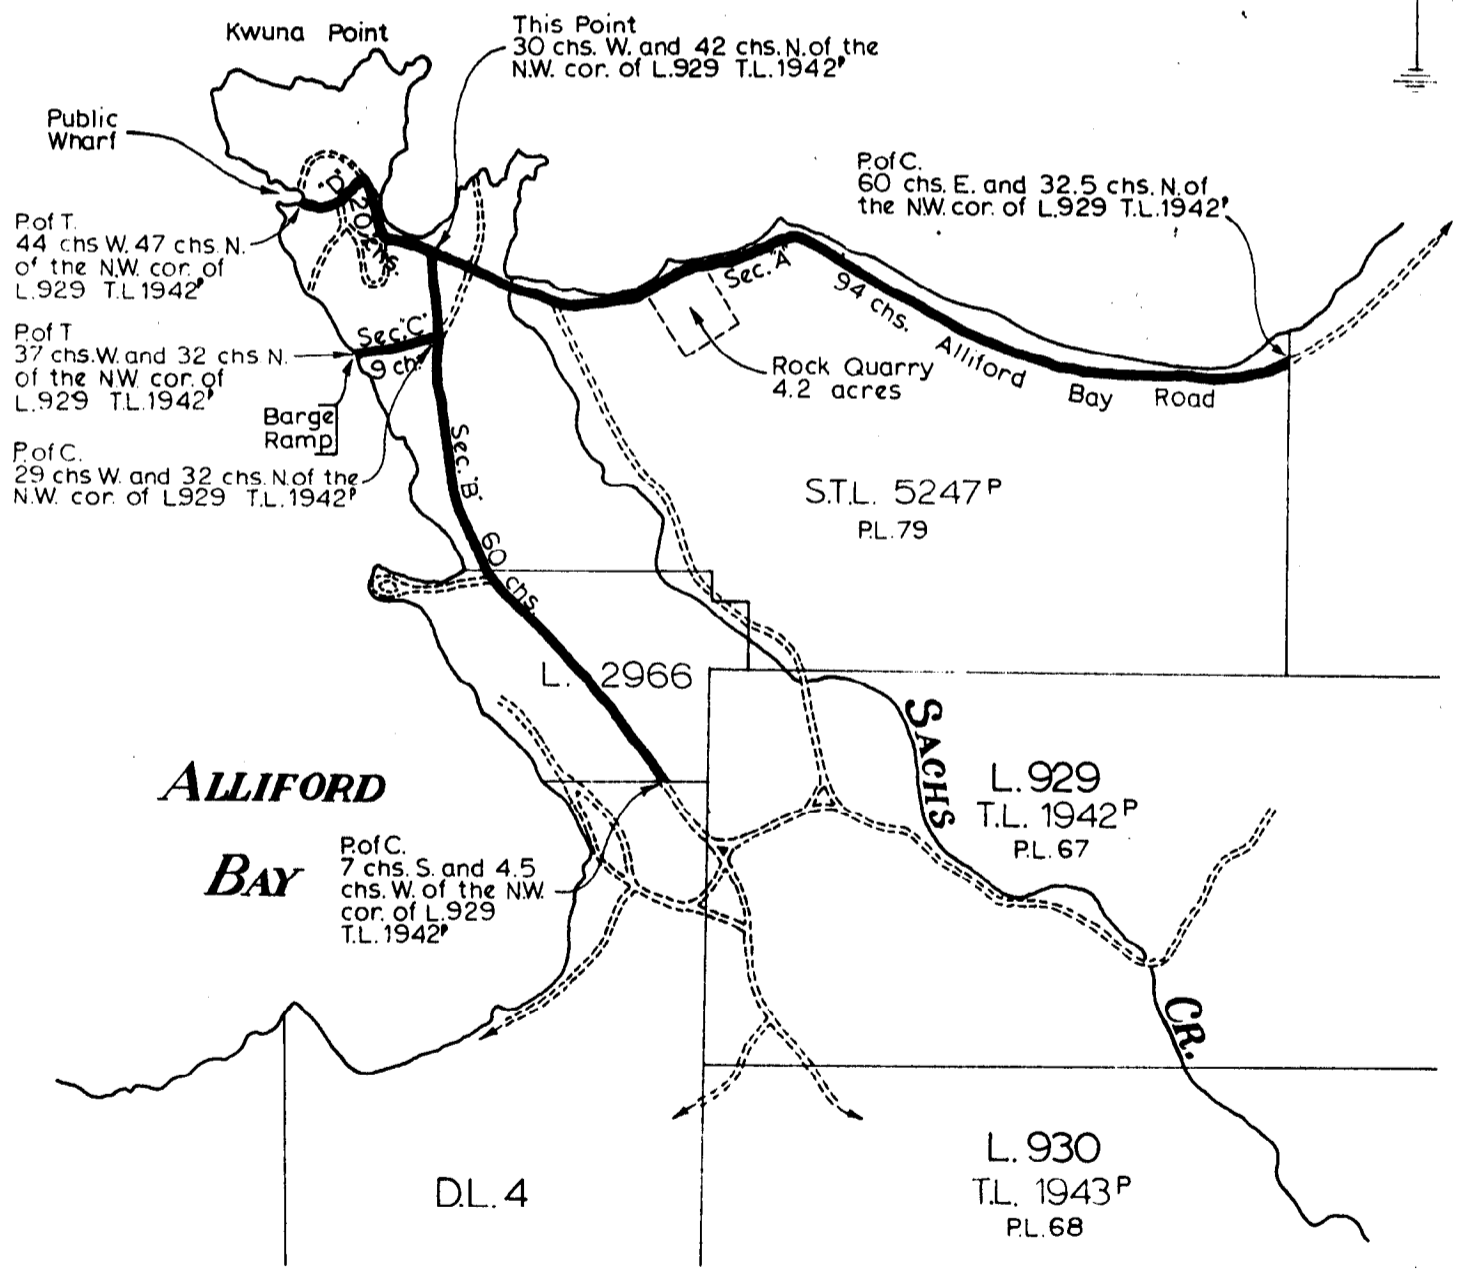 Kwuna Point
This Point
30 chs. W. and 42 chs. N. of the
N.W. cor. of L.929 T.L.1942ᴾ
Public
Wharf
P. of C.
60 chs. E. and 32.5 chs. N. of
the N.W. cor. of L.929 T.L.1942ᴾ
"D"
20 chs.
P. of T.
44 chs W. 47 chs. N.
of the N.W. cor. of
L.929 T.L 1942ᴾ
Sec. "A"
94 chs.
Alliford Bay Road
Rock Quarry
4.2 acres
P. of T
37 chs. W. and 32 chs N.
of the N.W. cor. of
L.929 T.L.1942ᴾ
Sec. "C"
9 ch.
Barge
Ramp
P. of C.
29 chs W. and 32 chs. N. of the
N.W. cor. of L929 T.L.1942ᴾ
Sec. "B"
60 chs.
S.T.L. 5247ᴾ
P.L.79
L. 2966
SACHS CR.
L. 929
T.L. 1942ᴾ
P.L. 67
ALLIFORD
BAY
P. of C.
7 chs. S. and 4.5
chs. W. of the N.W.
cor. of L.929
T.L. 1942ᴾ
D.L. 4
L. 930
T.L. 1943ᴾ
P.L. 68